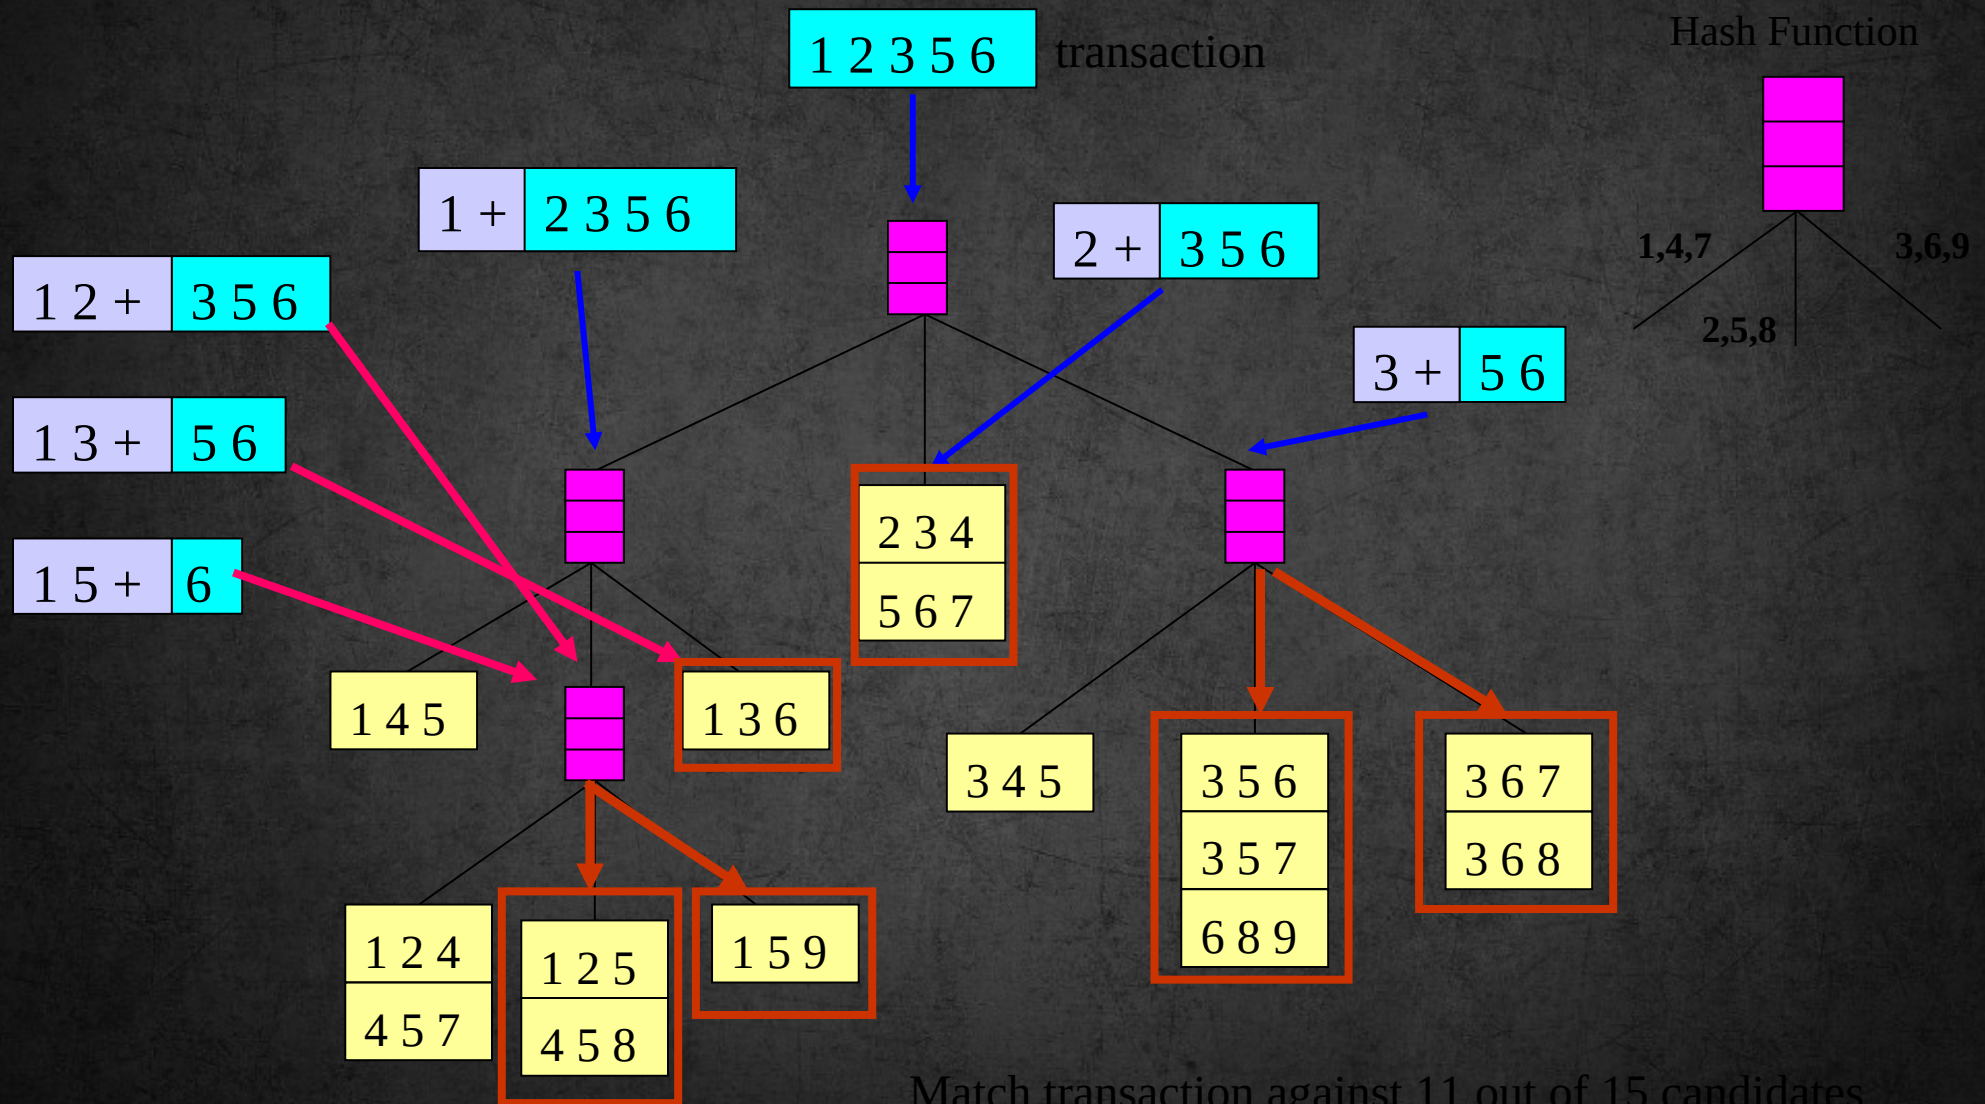 1 2 3 5 6
transaction
Hash Function
1 + 2 3 5 6
2 + 3 5 6
1,4,7
3,6,9
1 2 + 3 5 6
2,5,8
3 + 5 6
1 3 + 5 6
2 3 4
1 5 + 6
5 6 7
1 4 5
1 3 6
3 4 5
3 5 6
3 6 7
3 5 7
3 6 8
1 2 4
1 2 5
1 5 9
6 8 9
4 5 7
4 5 8
Match transaction against 11 out of 15 candidates